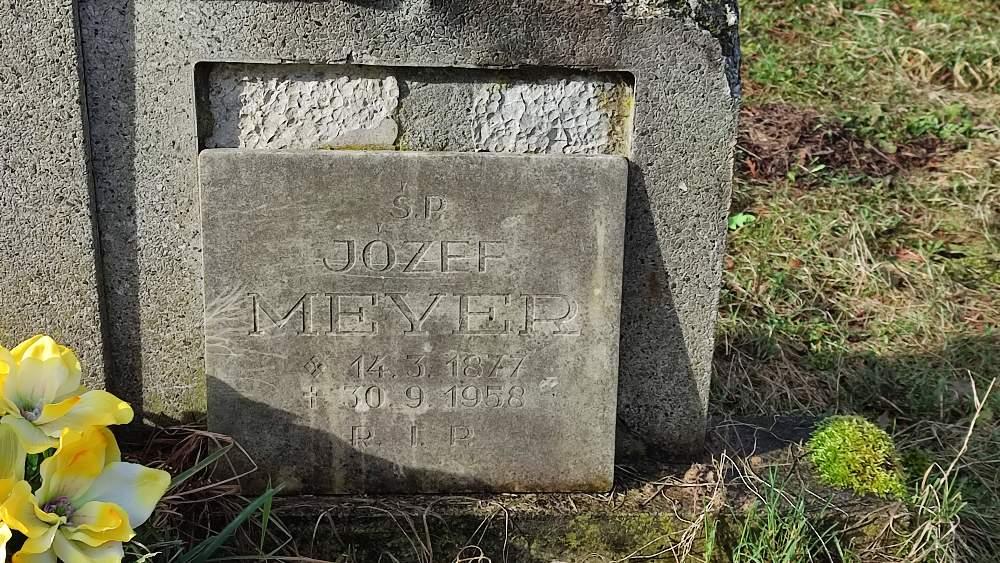 Ś.P.
JÓZEF
MEYER
14.3.1877
† 30.9.1958
R. I. P.